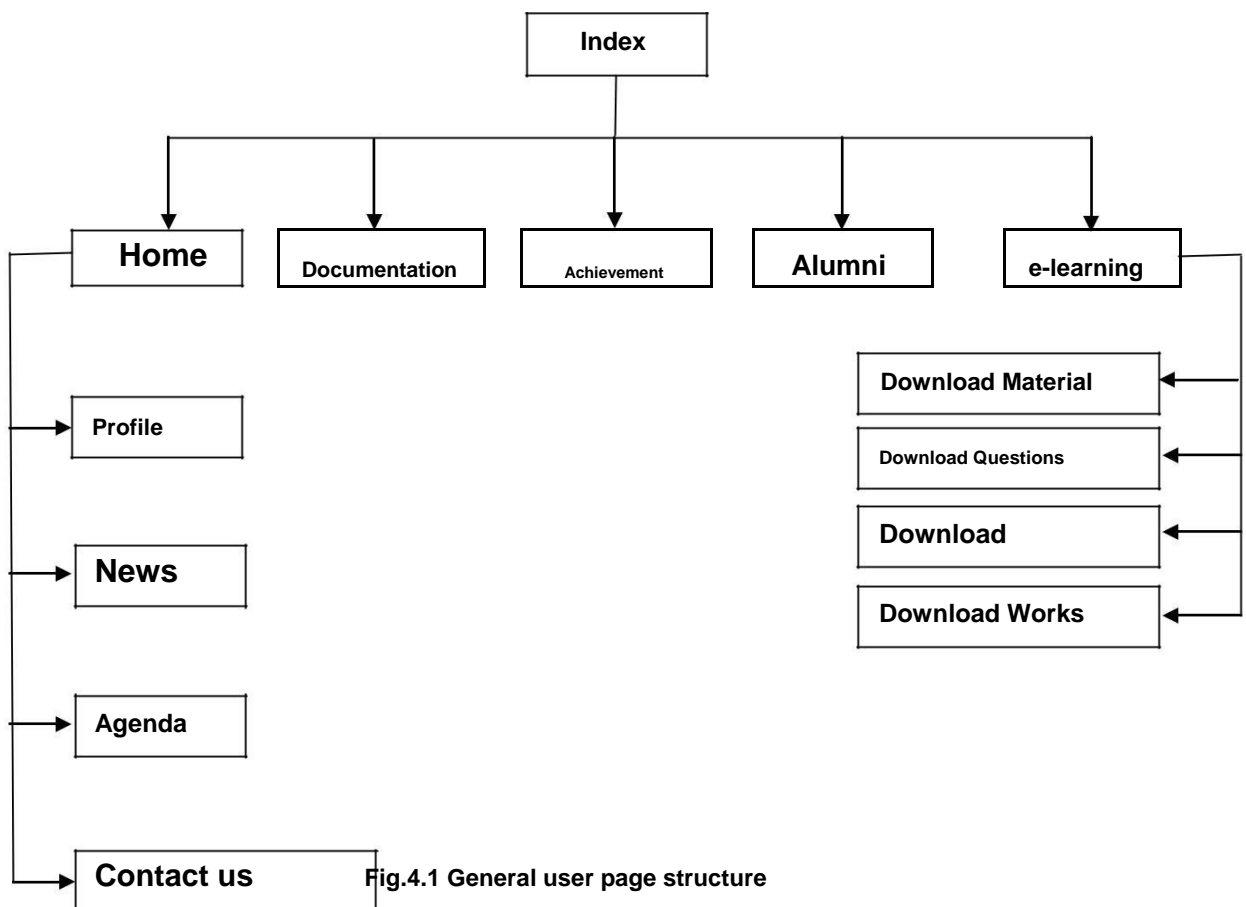 Index
Home
Documentation
Achievement
Alumni
e-learning
Download Material
Profile
Download Questions
Download
News
Download Works
Agenda
Contact us
Fig.4.1 General user page structure